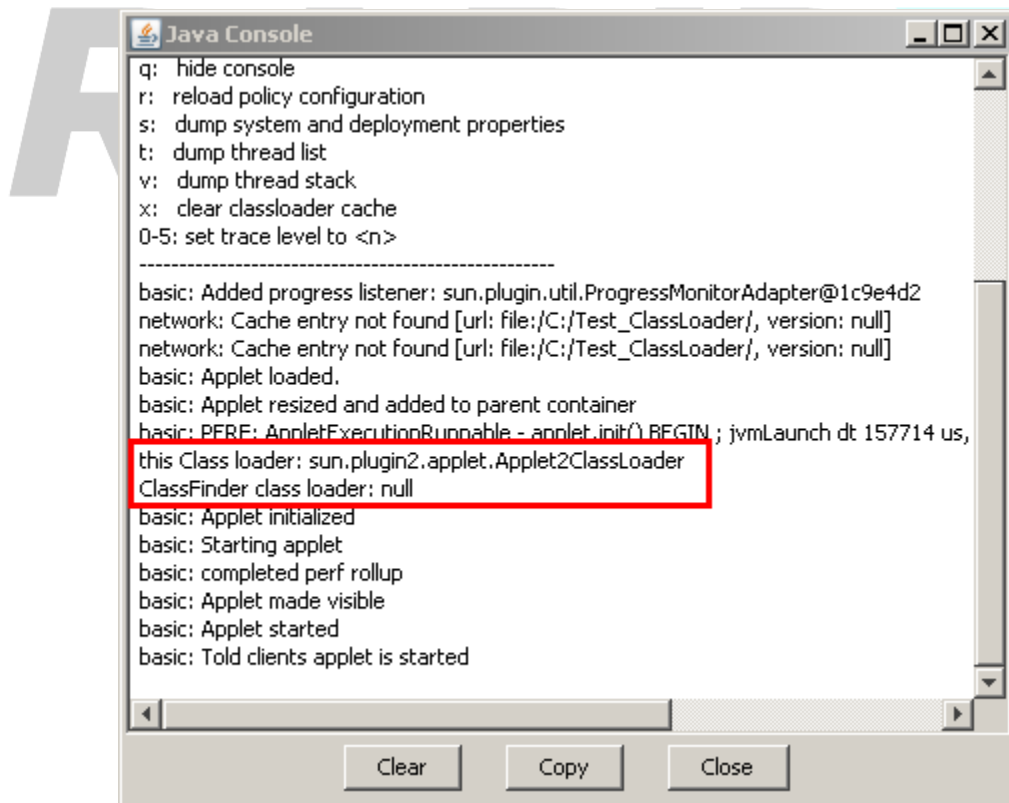 Java Console
q: hide console
r: reload policy configuration
s: dump system and deployment properties
t: dump thread list
v: dump thread stack
x: clear classloader cache
0-5: set trace level to <n>
----------------------------------------------------
basic: Added progress listener: sun.plugin.util.ProgressMonitorAdapter@1c9e4d2
network: Cache entry not found [url: file:/C:/Test_ClassLoader/, version: null]
network: Cache entry not found [url: file:/C:/Test_ClassLoader/, version: null]
basic: Applet loaded.
basic: Applet resized and added to parent container
basic: PERF: AppletExecutionRunnable - applet.init() BEGIN ; jvmLaunch dt 157714 us,
this Class loader: sun.plugin2.applet.Applet2ClassLoader
ClassFinder class loader: null
basic: Applet initialized
basic: Starting applet
basic: completed perf rollup
basic: Applet made visible
basic: Applet started
basic: Told clients applet is started
Clear Copy Close